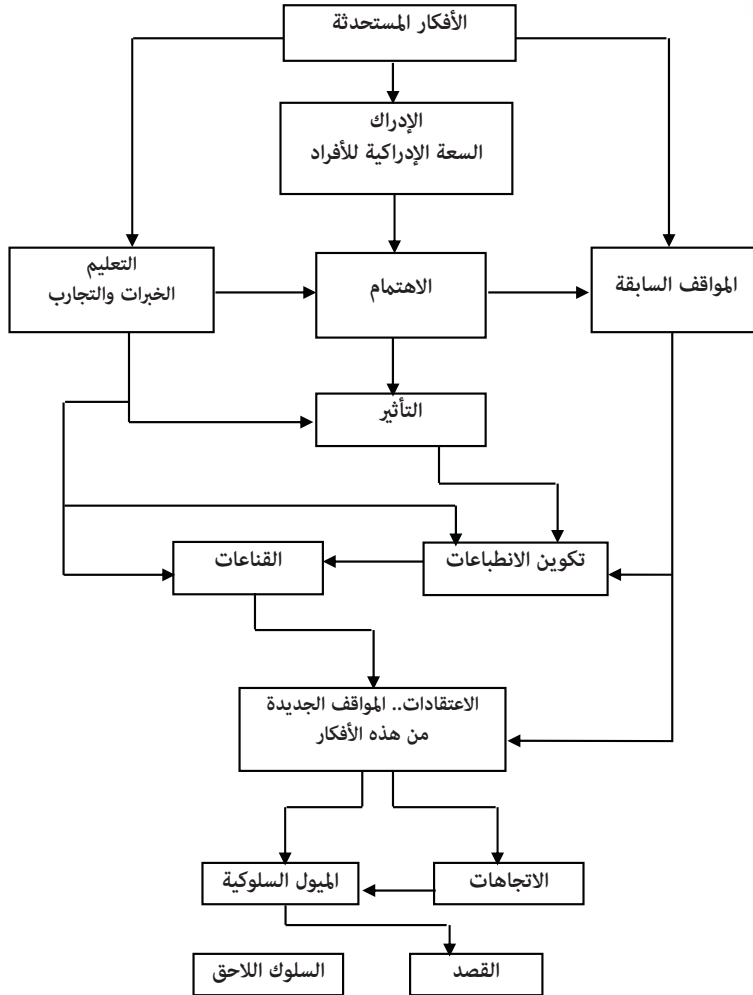 الأفكار المستحدثة
الإدراك
السعة الإدراكية للأفراد
المواقف السابقة
الاهتمام
التعليم
الخبرات والتجارب
التأثير
تكوين الانطباعات
القناعات
الاعتقادات.. المواقف الجديدة
من هذه الأفكار
الاتجاهات
الميول السلوكية
القصد
السلوك اللاحق